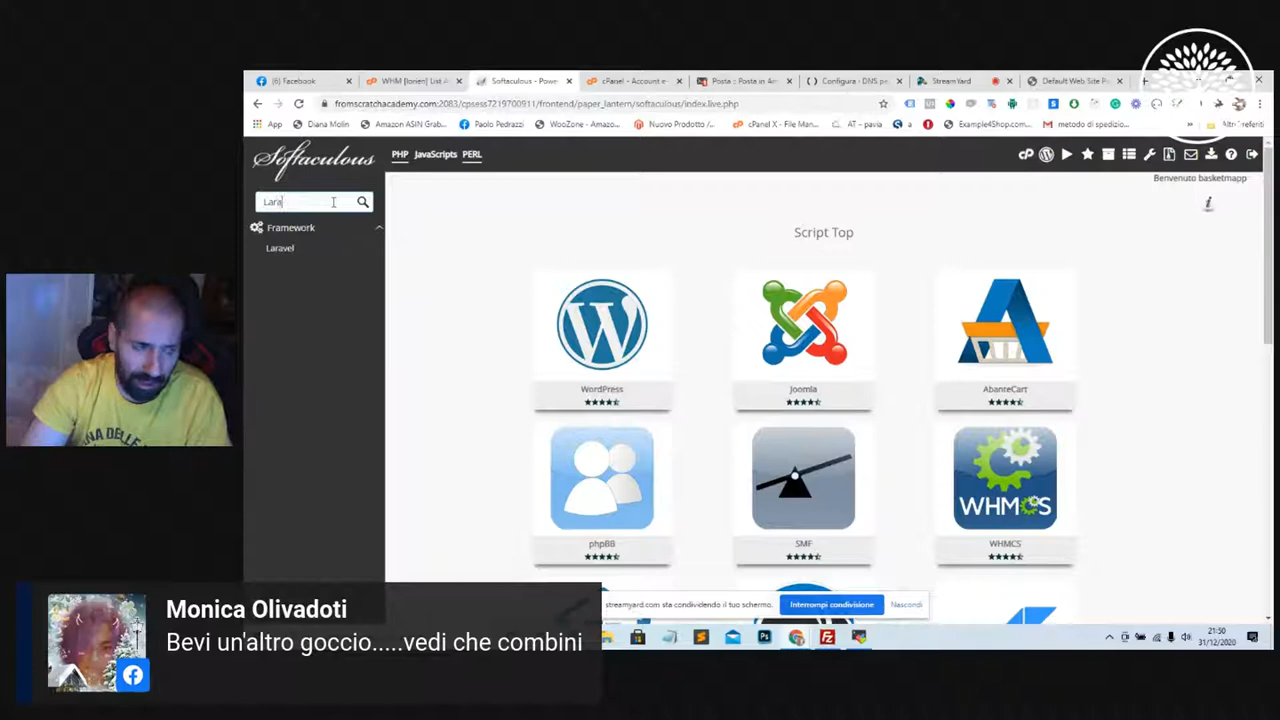 (6) Facebook
WHM [lorien] List A
Softaculous - Powe
cPanel - Account e
Posta :: Posta in Arr
Configura - DNS pe
StreamYard
Default Web Site P
fromscratchacademy.com:2083/cpsess7219700911/frontend/paper_lantern/softaculous/index.live.php
App
Diana Molin
Amazon ASIN Grab...
Paolo Pedrazzi
WooZone - Amazo...
Nuovo Prodotto /...
cPanel X - File Man...
AT – pavia
a
Example4Shop.com...
metodo di spedizio...
Altri Preferiti
Softaculous
PHP JavaScripts PERL
Benvenuto basketmapp
Lara
Framework
Laravel
i
Script Top
WordPress
Joomla
AbanteCart
WHMCS
phpBB
SMF
WHMCS
streamyard.com sta condividendo il tuo schermo.
Interrompi condivisione
Nascondi
21:50
31/12/2020
Monica Olivadoti
Bevi un'altro goccio.....vedi che combini